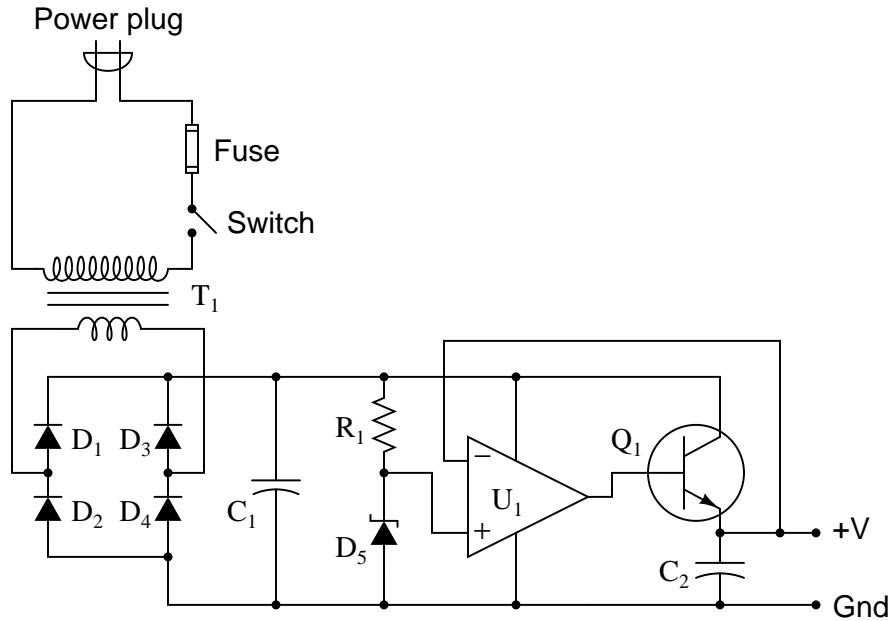 Power plug
Fuse
Switch
T1
D1 D3
D2 D4
C1
R1
D5
−
+
U1
Q1
C2
+V
Gnd